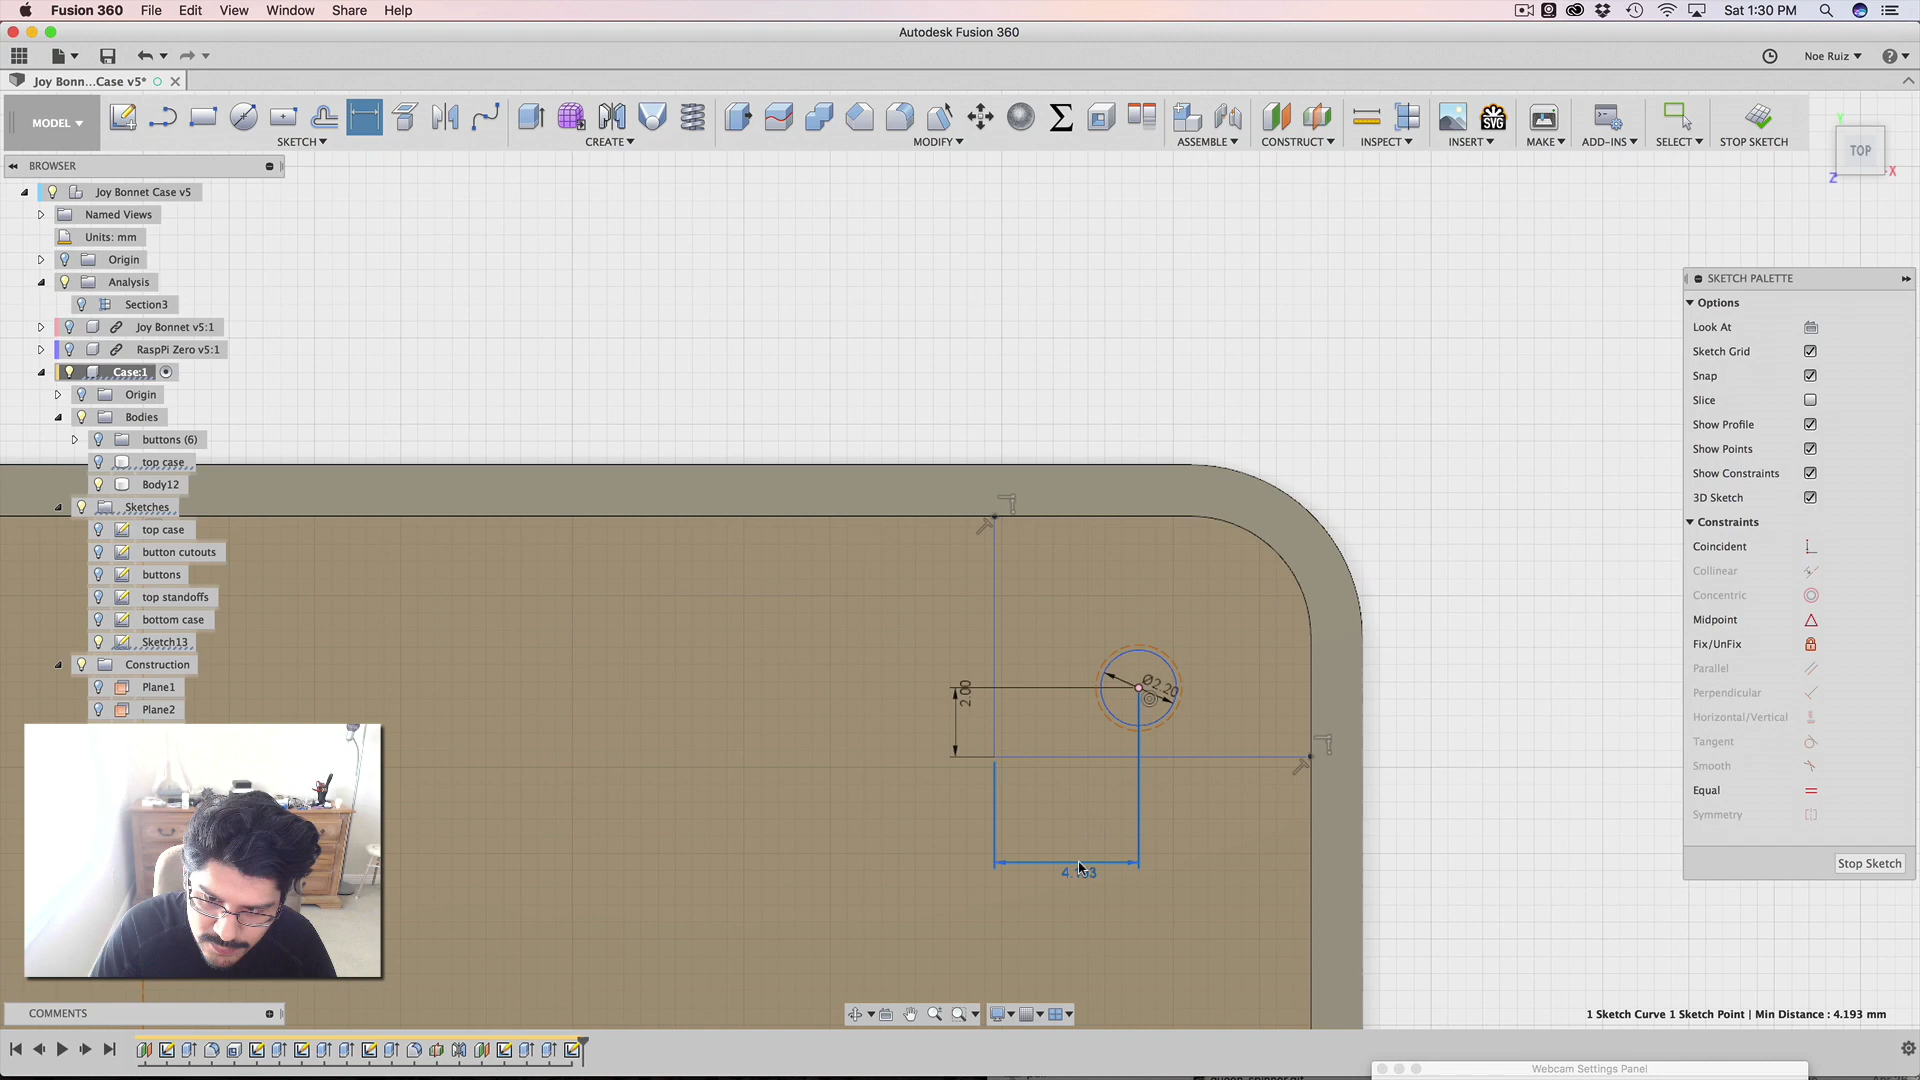 Fusion 360 File Edit View Window Share Help Sat 1:30 PM
Autodesk Fusion 360
Noe Ruiz
Joy Bonn...Case v5*
MODEL
SKETCH CREATE MODIFY ASSEMBLE CONSTRUCT INSPECT INSERT MAKE ADD-INS SELECT STOP SKETCH
SVG
TOP
Y
X
Z
BROWSER
Joy Bonnet Case v5
Named Views
Units: mm
Origin
Analysis
Section3
Joy Bonnet v5:1
RaspPi Zero v5:1
Case:1
Origin
Bodies
buttons (6)
top case
Body12
Sketches
top case
button cutouts
buttons
top standoffs
bottom case
Sketch13
Construction
Plane1
Plane2
2.00
Ø2.20
SKETCH PALETTE
Options
Look At
Sketch Grid
Snap
Slice
Show Profile
Show Points
Show Constraints
3D Sketch
Constraints
Coincident
Collinear
Concentric
Midpoint
Fix/UnFix
Parallel
Perpendicular
Horizontal/Vertical
Tangent
Smooth
Equal
Symmetry
Stop Sketch
COMMENTS
1 Sketch Curve 1 Sketch Point | Min Distance : 4.193 mm
Webcam Settings Panel